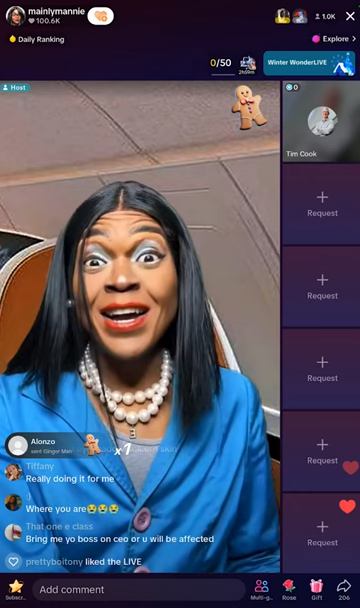 mainlymannie
100.6K
1.0K
Daily Ranking
Explore >
0/50
2h59m
Winter WonderLIVE
Host
0
Tim Cook
Request
Request
Request
Request
Request
Alonzo
sent Ginger Man
x1
Tiffany
Really doing it for me
:)
Where you are😭😭😭
That one e class
Bring me yo boss on ceo or u will be affected
prettyboitony liked the LIVE
Subscr...
Add comment
Multi-g...
Rose
Gift
206